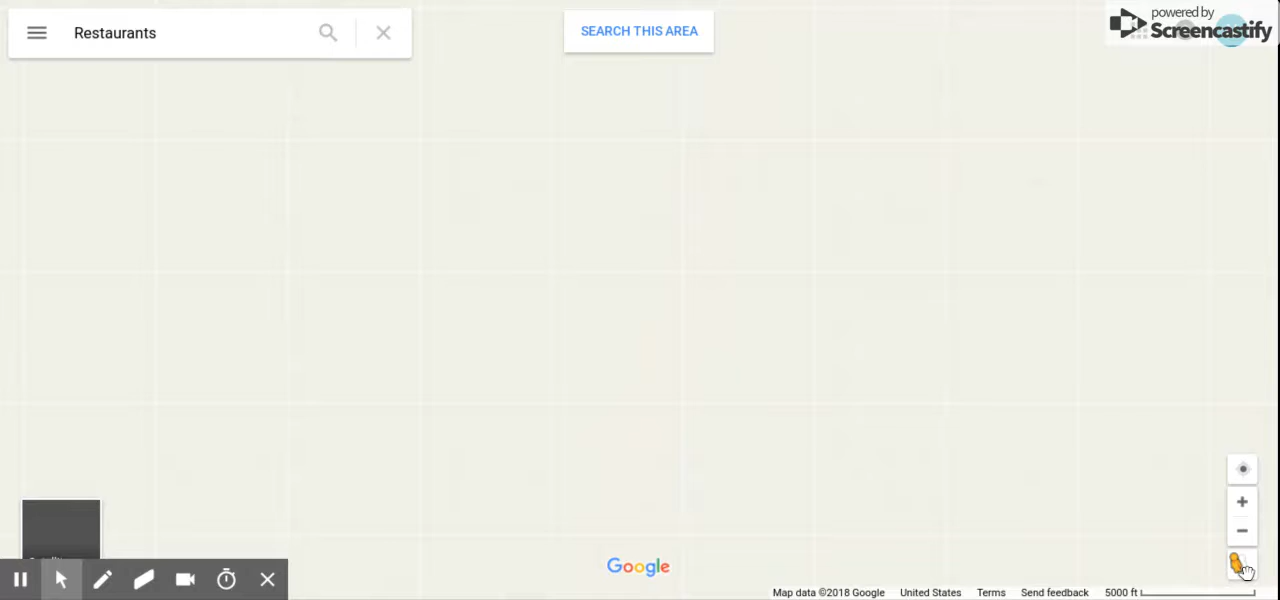 Restaurants
SEARCH THIS AREA
powered by
Screencastify
Google
Map data ©2018 Google United States Terms Send feedback 5000 ft